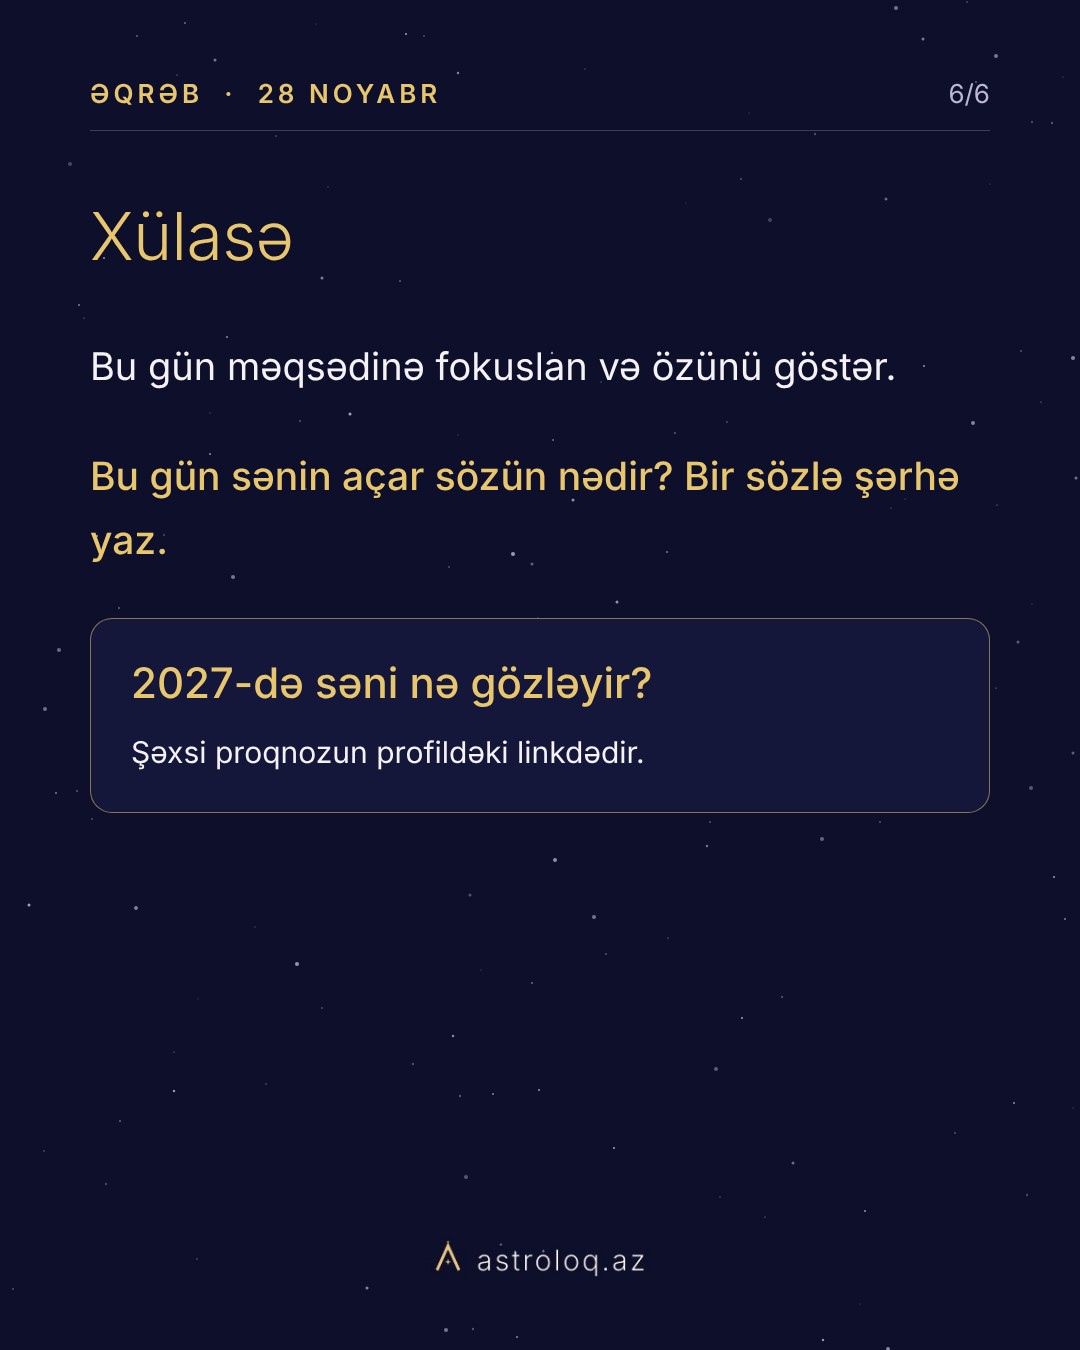 ƏQRƏB · 28 NOYABR
6/6
Xülasə
Bu gün məqsədinə fokuslan və özünü göstər.
Bu gün sənin açar sözün nədir? Bir sözlə şərhə
yaz.
2027-də səni nə gözləyir?
Şəxsi proqnozun profildəki linkdədir.
astroloq.az